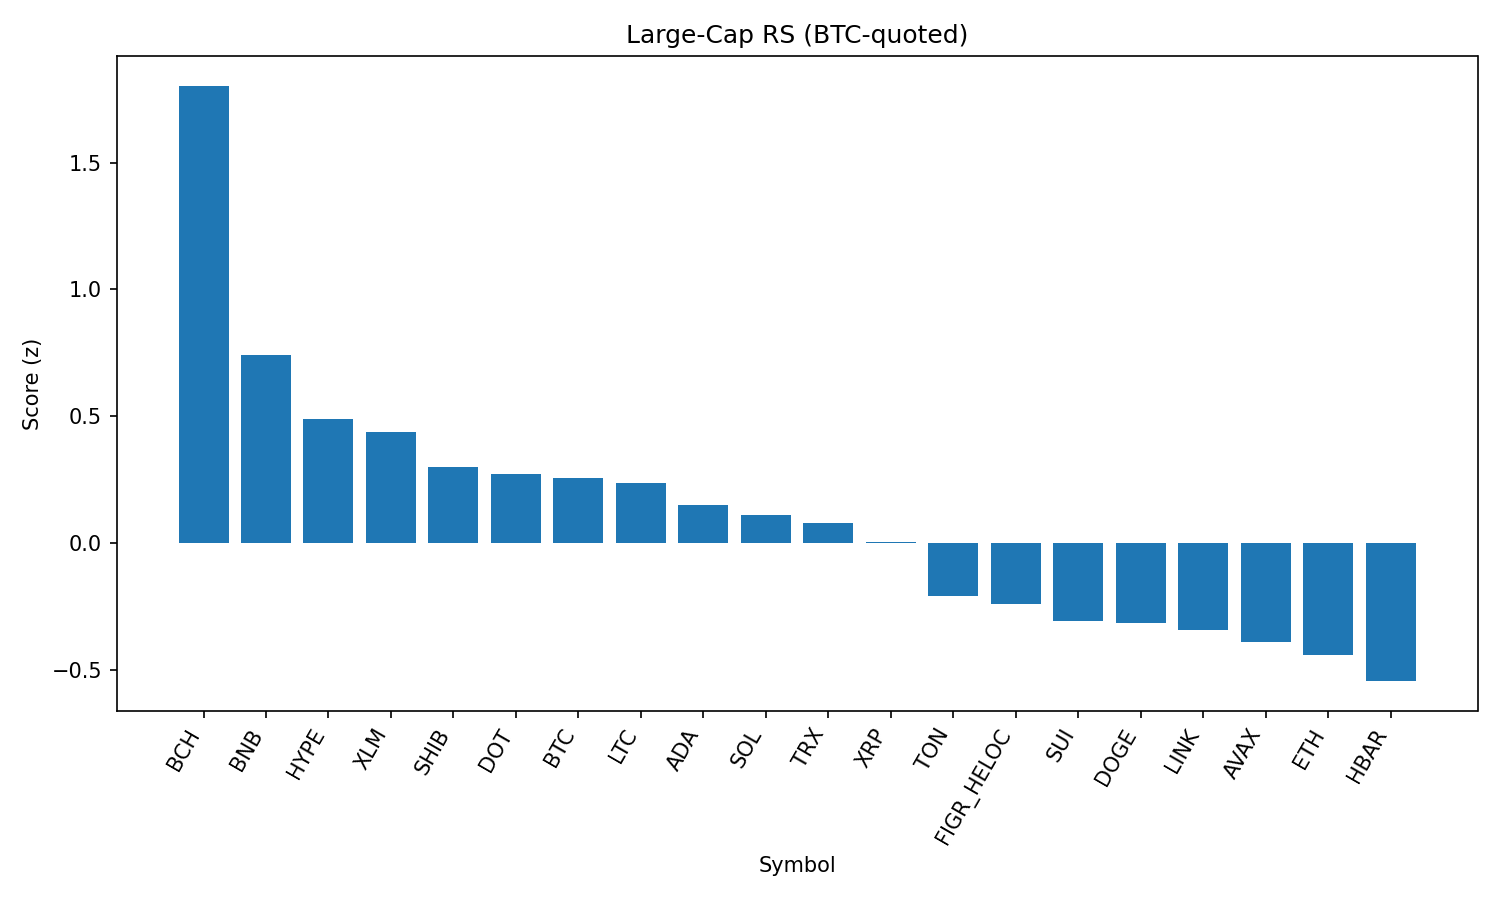 Large-Cap RS (BTC-quoted)
Score (z)
1.5
1.0
0.5
0.0
−0.5
BCH
BNB
HYPE
XLM
SHIB
DOT
BTC
LTC
ADA
SOL
TRX
XRP
TON
FIGR_HELOC
SUI
DOGE
LINK
AVAX
ETH
HBAR
Symbol